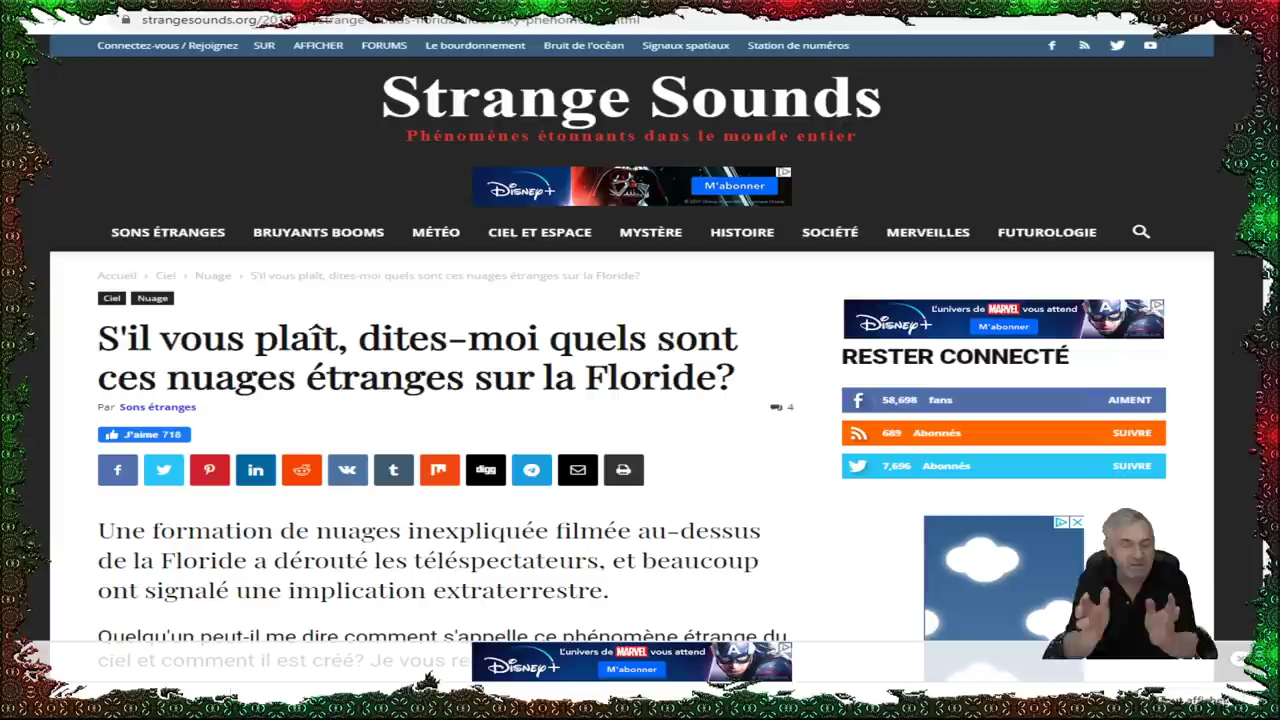 strangesounds.org/20
Connectez-vous / Rejoignez SUR AFFICHER FORUMS Le bourdonnement Bruit de l'océan Signaux spatiaux Station de numéros
Strange Sounds
Phénomènes étonnants dans le monde entier
Disney+ M'abonner
SONS ÉTRANGES BRUYANTS BOOMS MÉTÉO CIEL ET ESPACE MYSTÈRE HISTOIRE SOCIÉTÉ MERVEILLES FUTUROLOGIE
Accueil › Ciel › Nuage › S'il vous plaît, dites-moi quels sont ces nuages étranges sur la Floride?
Ciel Nuage
S'il vous plaît, dites-moi quels sont
ces nuages étranges sur la Floride?
Par Sons étranges 4
J'aime 718
digg
Une formation de nuages inexpliquée filmée au-dessus
de la Floride a dérouté les téléspectateurs, et beaucoup
ont signalé une implication extraterrestre.
Quelqu'un peut-il me dire comment s'appelle ce phénomène étrange du
ciel et comment il est créé? Je vous
L'univers de MARVEL vous attend
Disney+ M'abonner
RESTER CONNECTÉ
58,698 fans AIMENT
689 Abonnés SUIVRE
7,696 Abonnés SUIVRE
L'univers de MARVEL vous attend
Disney+ M'abonner